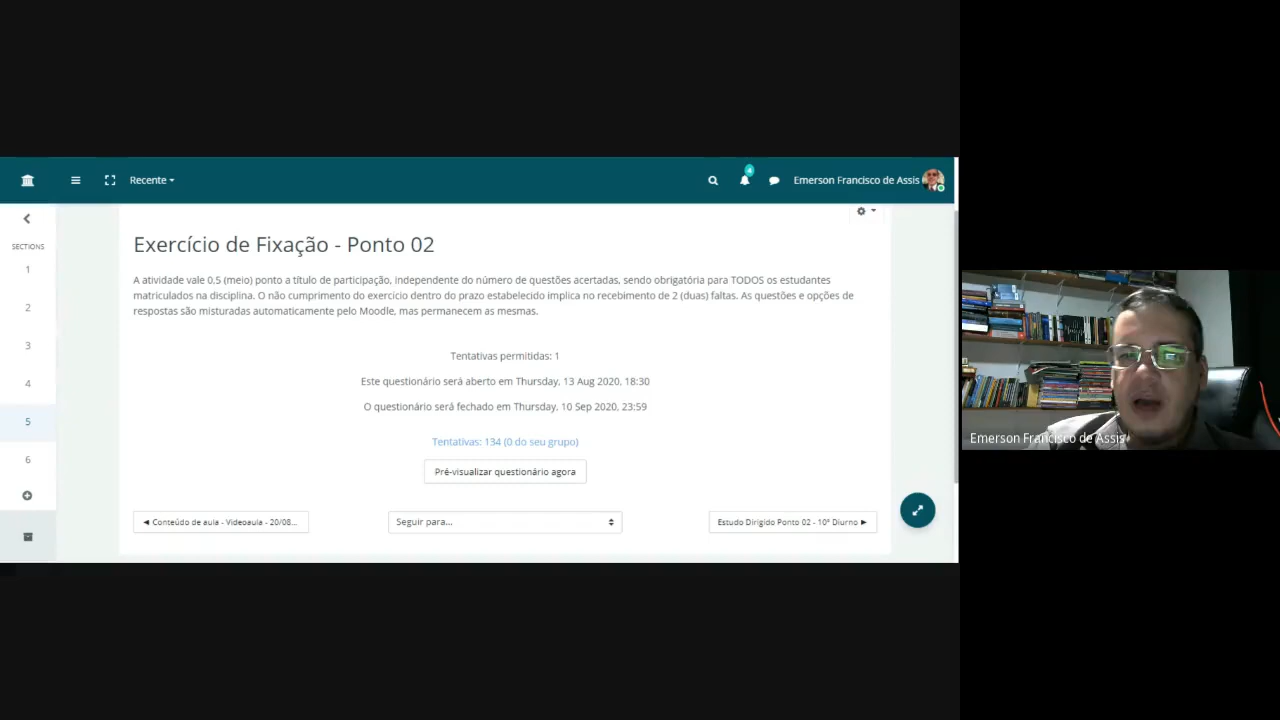 Recente
4
Emerson Francisco de Assis
SECTIONS
1
2
3
4
5
6
Exercício de Fixação - Ponto 02
A atividade vale 0.5 (meio) ponto a título de participação, independente do número de questões acertadas, sendo obrigatória para TODOS os estudantes
matriculados na disciplina. O não cumprimento do exercício dentro do prazo estabelecido implica no recebimento de 2 (duas) faltas. As questões e opções de
respostas são misturadas automaticamente pelo Moodle, mas permanecem as mesmas.
Tentativas permitidas: 1
Este questionário será aberto em Thursday, 13 Aug 2020, 18:30
O questionário será fechado em Thursday, 10 Sep 2020, 23:59
Tentativas: 134 (0 do seu grupo)
Pré-visualizar questionário agora
◄ Conteúdo de aula - Videoaula - 20/08...
Seguir para...
Estudo Dirigido Ponto 02 - 10º Diurno ►
Emerson Francisco de Assis